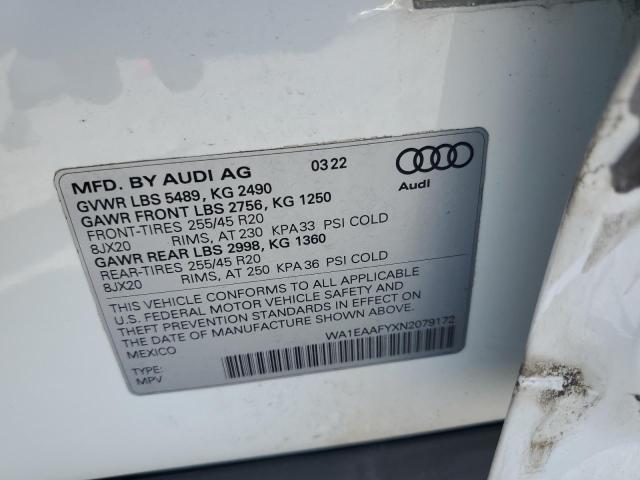 MFD. BY AUDI AG 03 22
GVWR LBS 5489, KG 2490
GAWR FRONT LBS 2756, KG 1250
FRONT-TIRES 255/45 R20
8JX20 RIMS, AT 230 KPA 33 PSI COLD
GAWR REAR LBS 2998, KG 1360
REAR-TIRES 255/45 R20
8JX20 RIMS, AT 250 KPA 36 PSI COLD
Audi
THIS VEHICLE CONFORMS TO ALL APPLICABLE
U.S. FEDERAL MOTOR VEHICLE SAFETY AND
THEFT PREVENTION STANDARDS IN EFFECT ON
THE DATE OF MANUFACTURE SHOWN ABOVE.
MEXICO
WA1EAAFYXN2079172
TYPE:
MPV